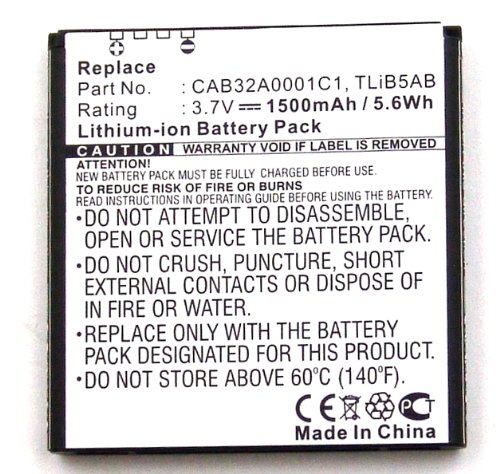 Replace
Part No. : CAB32A0001C1, TLiB5AB
Rating : 3.7V 1500mAh / 5.6Wh
Lithium-ion Battery Pack
CAUTION WARRANTY VOID IF LABEL IS REMOVED
ATTENTION!
NEW BATTERY PACK MUST BE FULLY CHARGED BEFORE USE.
TO REDUCE RISK OF FIRE OR BURNS
READ INSTRUCTIONS IN OPERATING GUIDE BEFORE USING THE BATTERY.
•DO NOT ATTEMPT TO DISASSEMBLE,
OPEN OR SERVICE THE BATTERY PACK.
•DO NOT CRUSH, PUNCTURE, SHORT
EXTERNAL CONTACTS, OR DISPOSE OF
IN FIRE OR WATER.
•REPLACE ONLY WITH THE BATTERY
PACK DESIGNATED FOR THIS UNIT.
•DO NOT STORE ABOVE 60°C (140°F).
CE
Made In China